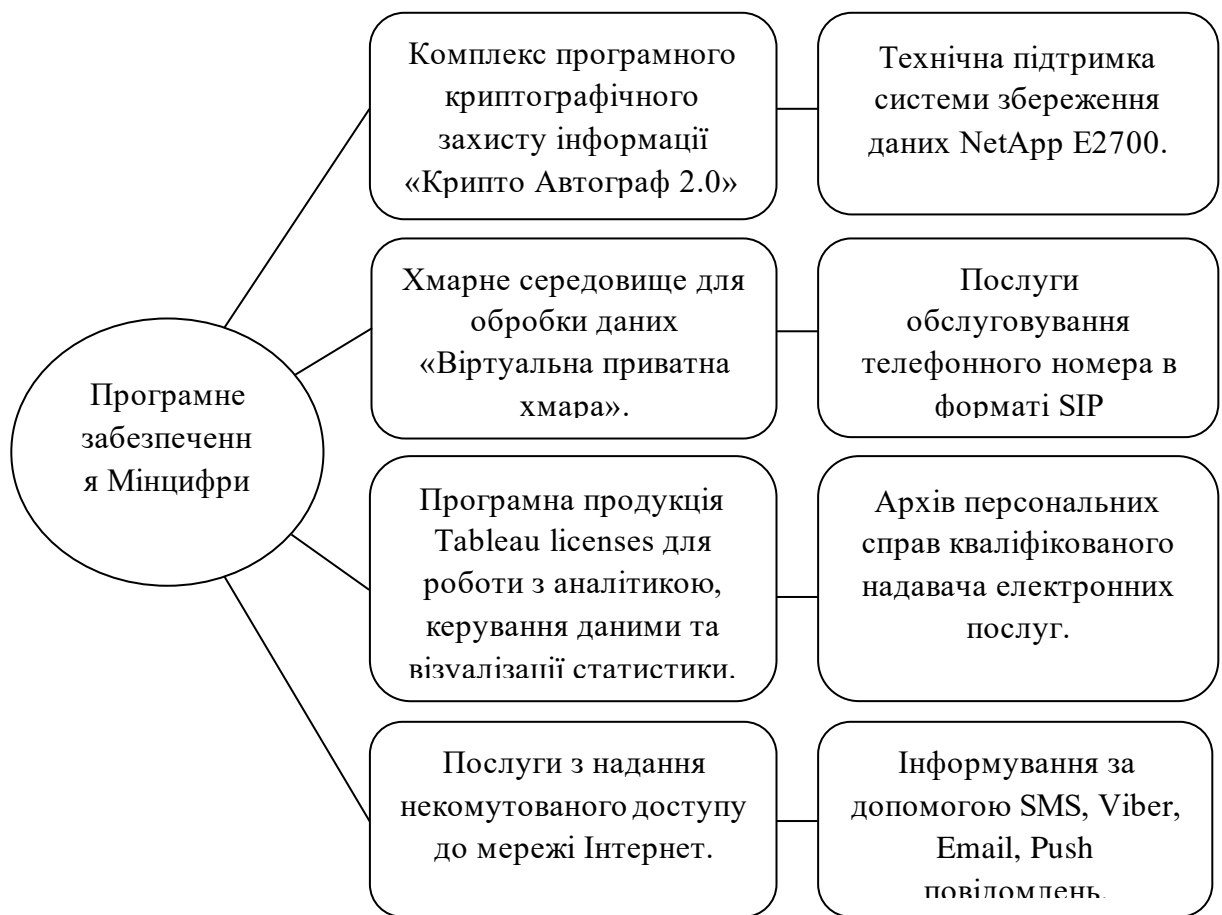 Програмне
забезпеченн
я Мінцифри
Комплекс програмного
криптографічного
захисту інформації
«Крипто Автограф 2.0»
Технічна підтримка
системи збереження
даних NetApp E2700.
Хмарне середовище для
обробки даних
«Віртуальна приватна
хмара».
Послуги
обслуговування
телефонного номера в
форматі SIP
Програмна продукція
Tableau licenses для
роботи з аналітикою,
керування даними та
візуалізації статистики.
Архів персональних
справ кваліфікованого
надавача електронних
послуг.
Послуги з надання
некомутованого доступу
до мережі Інтернет.
Інформування за
допомогою SMS, Viber,
Email, Push
повідомлень.